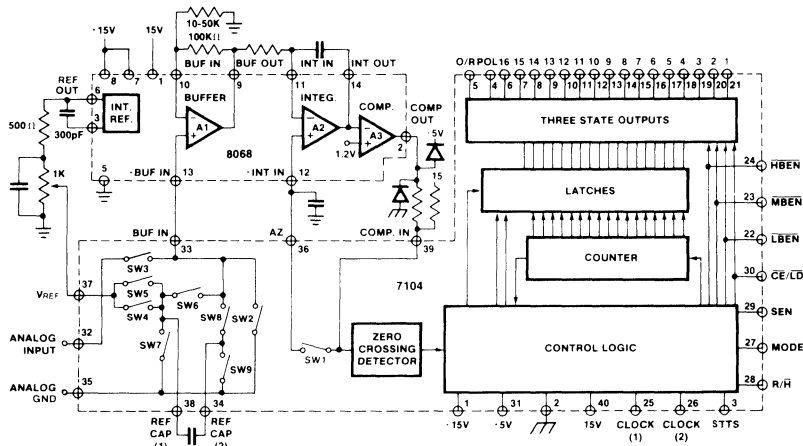 10-50K
·15V
15V
100KΩ
BUF IN
BUF OUT
INT IN
INT OUT
O/R POL 16 15 14 13 12 11 10 9 8 7 6 5 4 3 2 1
8 7 1 10 9 11 14
5 4 6 7 8 9 10 11 12 13 14 15 16 17 18 19 20 21
REF OUT
6
INT. REF.
3
BUFFER
A1
INTEG.
A2
COMP.
A3
COMP OUT
2
·5V
THREE STATE OUTPUTS
500Ω
300pF
8068
1.2V
24 HBEN
1K
5
·BUF IN 13
·INT IN 12
15
LATCHES
23 MBEN
BUF IN
33
AZ
36
COMP. IN
39
22 LBEN
COUNTER
37
VREF
SW3
SW5
SW4
SW6
SW8
SW2
7104
30 CE/LD
29 SEN
ANALOG INPUT
32
SW7
SW9
SW1
ZERO CROSSING DETECTOR
CONTROL LOGIC
27 MODE
ANALOG GND
35
28 R/H
38 34
1 31 2 40 25 26 3
REF CAP (1)
REF CAP (2)
·15V
·5V
15V
CLOCK (1)
CLOCK (2)
STTS